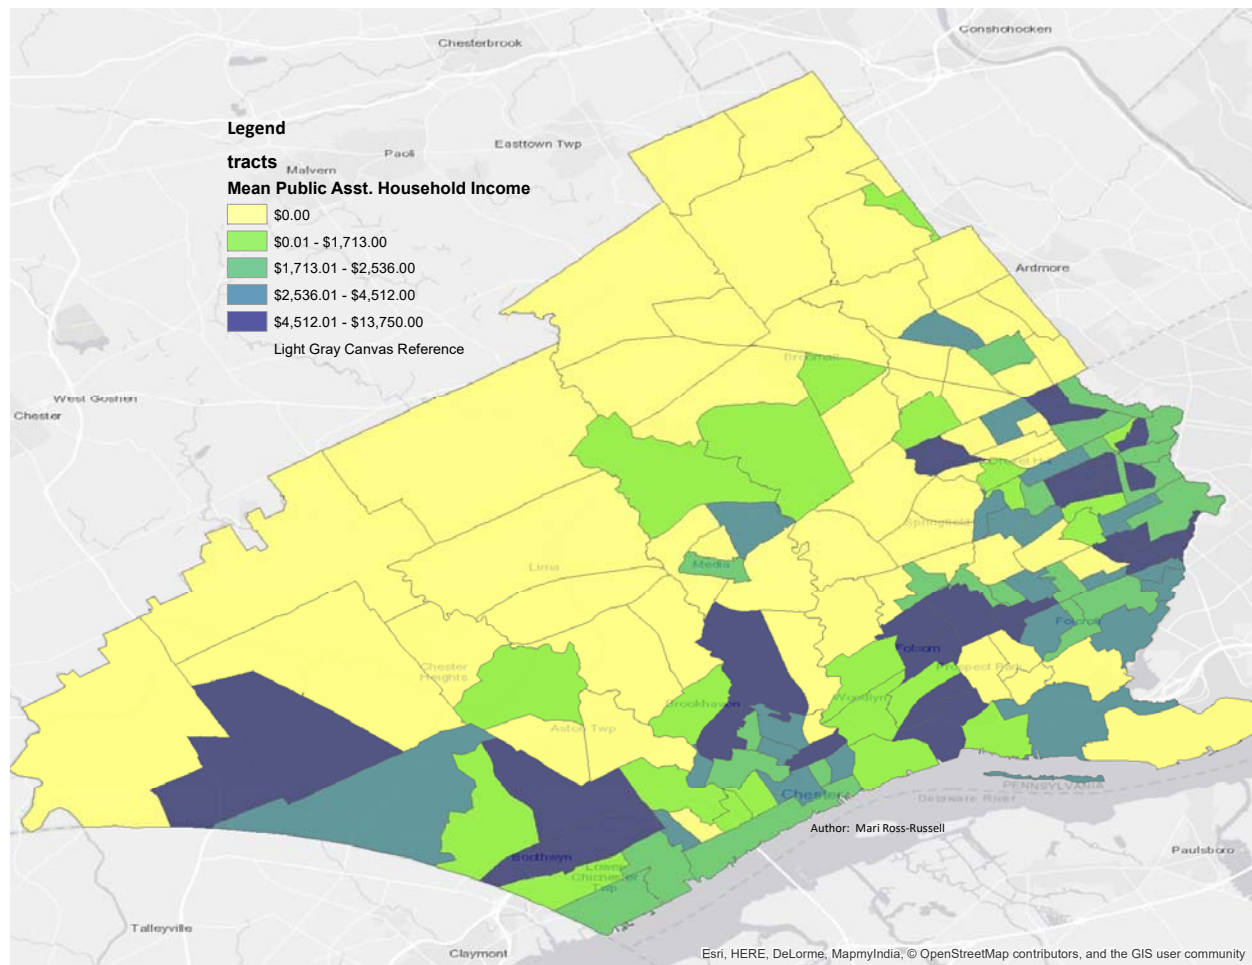 Conshohocken
Chesterbrook
Legend
Easttown Twp
Paoli
tracts
Malvern
Mean Public Asst. Household Income
$0.00
$0.01 - $1,713.00
$1,713.01 - $2,536.00
Ardmore
$2,536.01 - $4,512.00
$4,512.01 - $13,750.00
Light Gray Canvas Reference
Broomall
West Goshen
Chester
Drexel Hill
Springfield
Media
Lima
Folcroft
Folsom
Chester
Heights
Prospect Park
Woodlyn
Brookhaven
Aston Twp
PENNSYLVANIA
Chester
Delaware River
Author: Mari Ross-Russell
Paulsboro
Boothwyn
Lower
Chichester
Twp
Talleyville
Claymont
Esri, HERE, DeLorme, MapmyIndia, © OpenStreetMap contributors, and the GIS user community